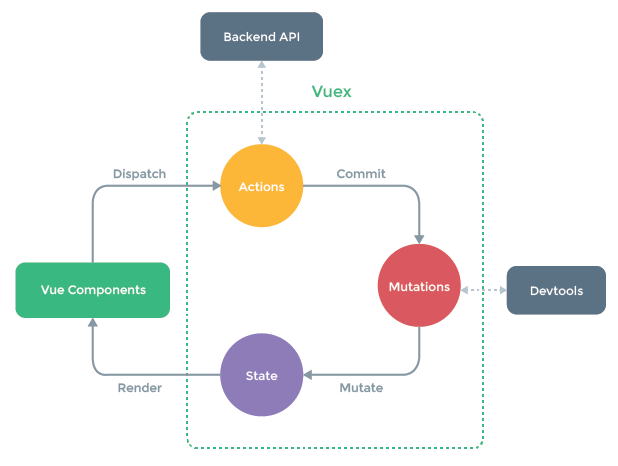 Backend API
Vuex
Dispatch
Actions
Commit
Vue Components
Mutations
Devtools
State
Render
Mutate